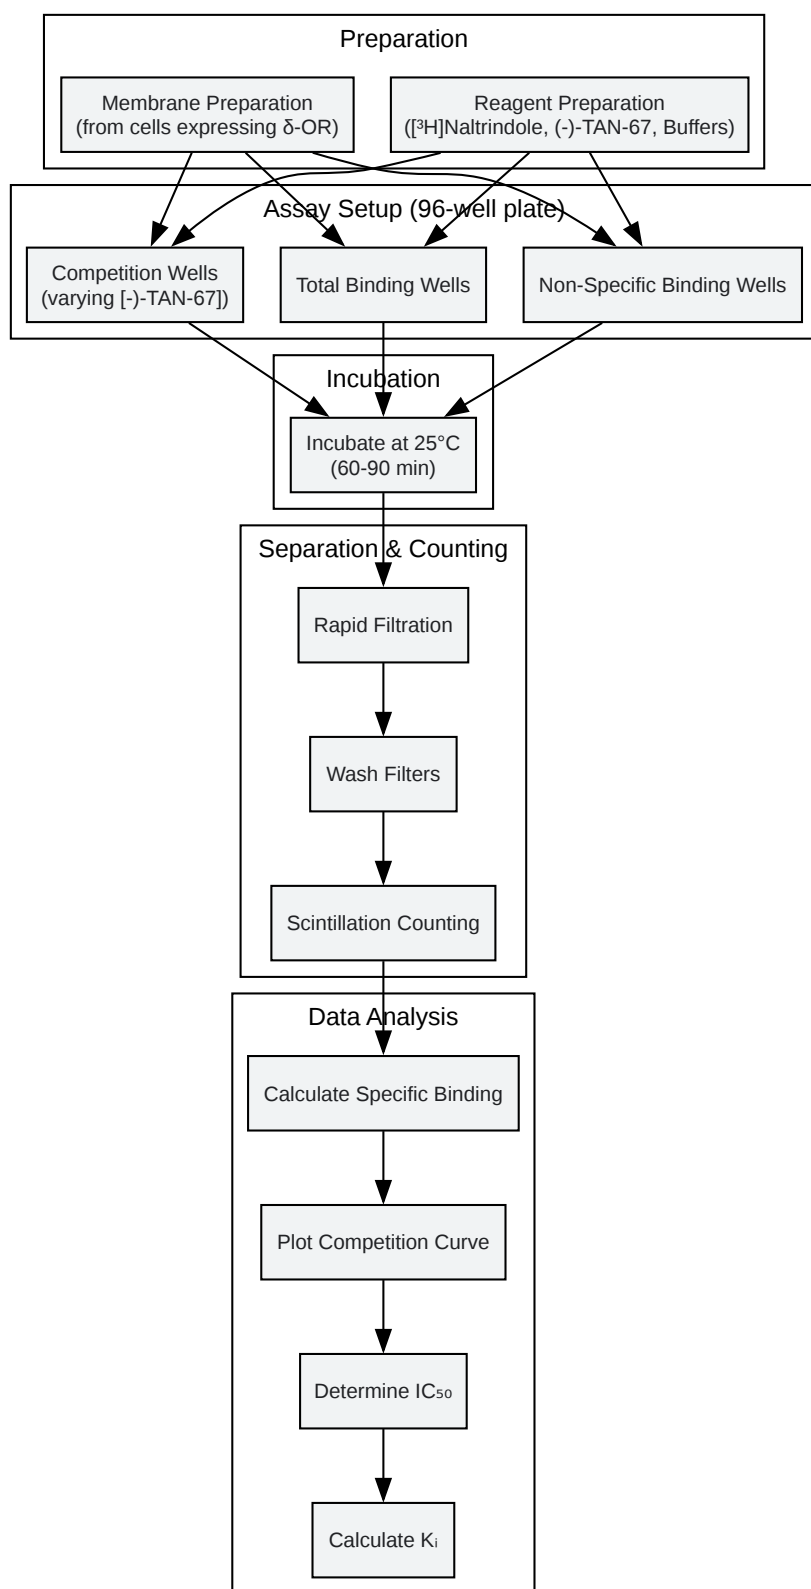 Preparation
Membrane Preparation
(from cells expressing δ-OR)
Reagent Preparation
([³H]Naltrindole, (-)-TAN-67, Buffers)
Assay Setup (96-well plate)
Competition Wells
(varying [-)-TAN-67])
Total Binding Wells
Non-Specific Binding Wells
Incubation
Incubate at 25°C
(60-90 min)
Separation & Counting
Rapid Filtration
Wash Filters
Scintillation Counting
Data Analysis
Calculate Specific Binding
Plot Competition Curve
Determine IC₅₀
Calculate Kᵢ